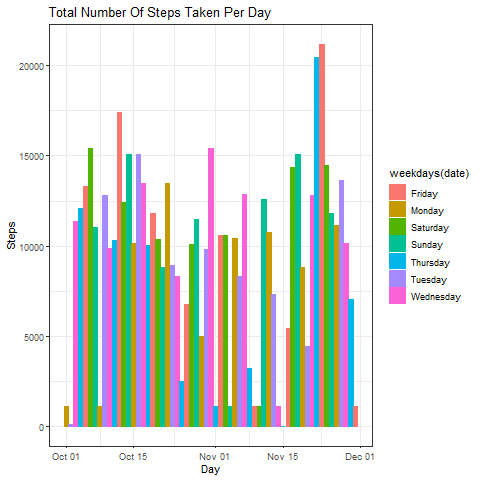 Total Number Of Steps Taken Per Day
20000
15000
10000
5000
0
Steps
Oct 01
Oct 15
Nov 01
Nov 15
Dec 01
Day
weekdays(date)
Friday
Monday
Saturday
Sunday
Thursday
Tuesday
Wednesday